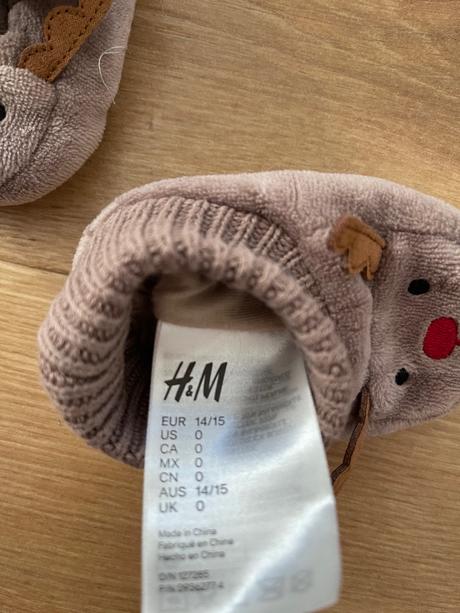 H&M
EUR 14/15
US 0
CA 0
MX 0
CN 0
AUS 14/15
UK 0
Made in China
Fabriqué en Chine
Hecho en China
O/N 127265